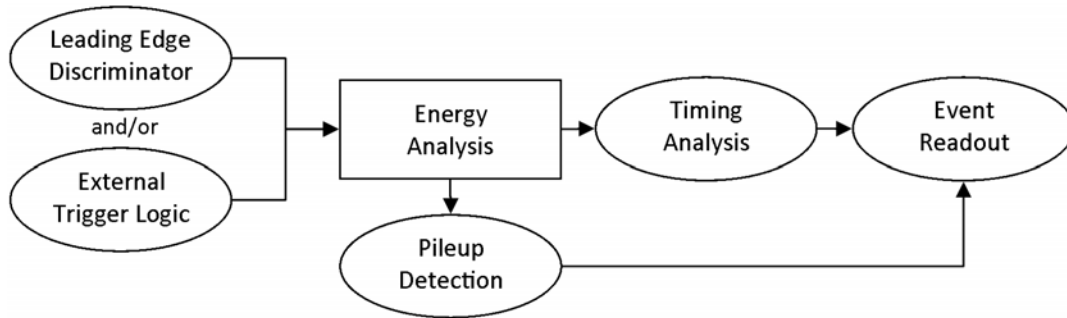 Leading Edge
Discriminator
and/or
External
Trigger Logic
Energy
Analysis
Timing
Analysis
Event
Readout
Pileup
Detection